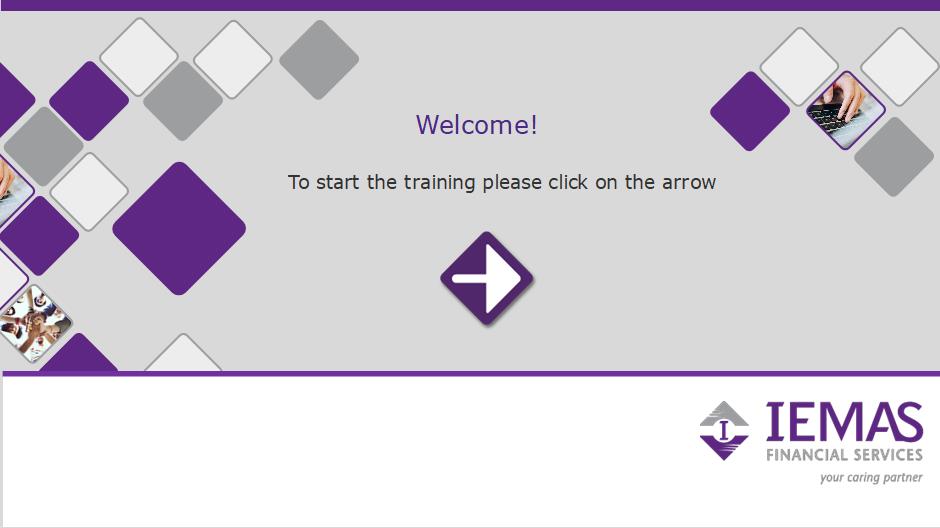 Welcome!
To start the training please click on the arrow
I
IEMAS
FINANCIAL SERVICES
your caring partner